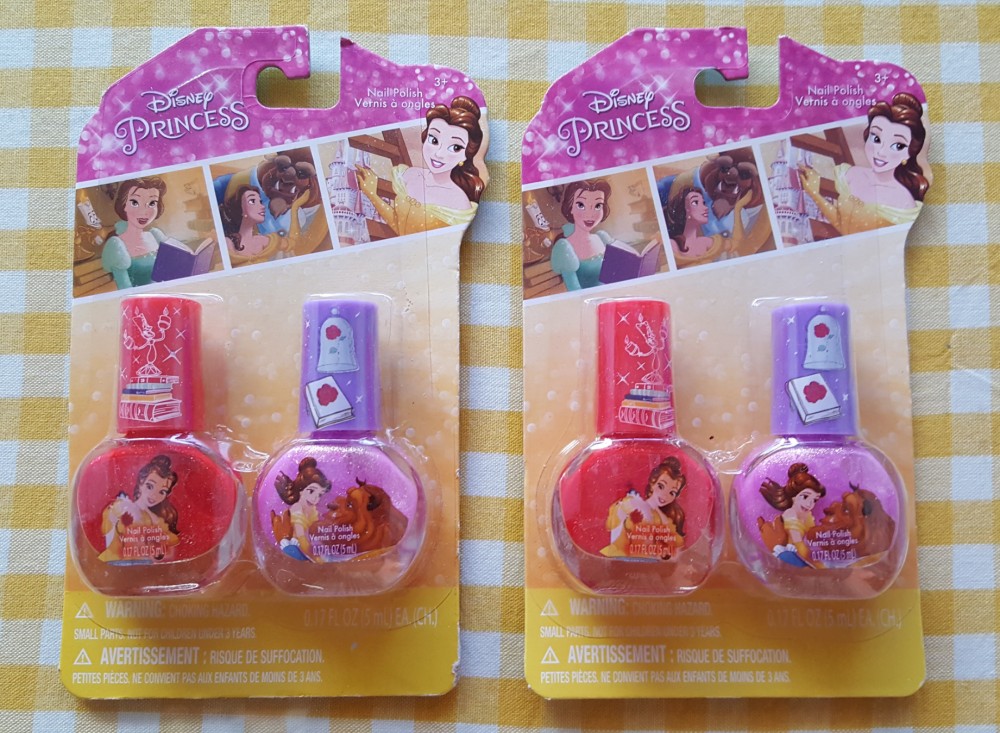 Disney
PRINCESS
3+
Nail Polish
Vernis à ongles
Nail Polish
Vernis à ongles
0.17 FL OZ (5 mL)
Nail Polish
Vernis à ongles
0.17 FL OZ (5 mL)
WARNING: CHOKING HAZARD.
0.17 FL OZ (5 mL) EA. (CH.)
SMALL PARTS. NOT FOR CHILDREN UNDER 3 YEARS
AVERTISSEMENT : RISQUE DE SUFFOCATION.
PETITES PIÈCES. NE CONVIENT PAS AUX ENFANTS DE MOINS DE 3 ANS.
Disney
PRINCESS
3+
Nail Polish
Vernis à ongles
Nail Polish
Vernis à ongles
0.17 FL OZ (5 mL)
Nail Polish
Vernis à ongles
0.17 FL OZ (5 mL)
WARNING: CHOKING HAZARD.
0.17 FL OZ (5 mL) EA. (CH.)
SMALL PARTS. NOT FOR CHILDREN UNDER 3 YEARS
AVERTISSEMENT : RISQUE DE SUFFOCATION.
PETITES PIÈCES. NE CONVIENT PAS AUX ENFANTS DE MOINS DE 3 ANS.